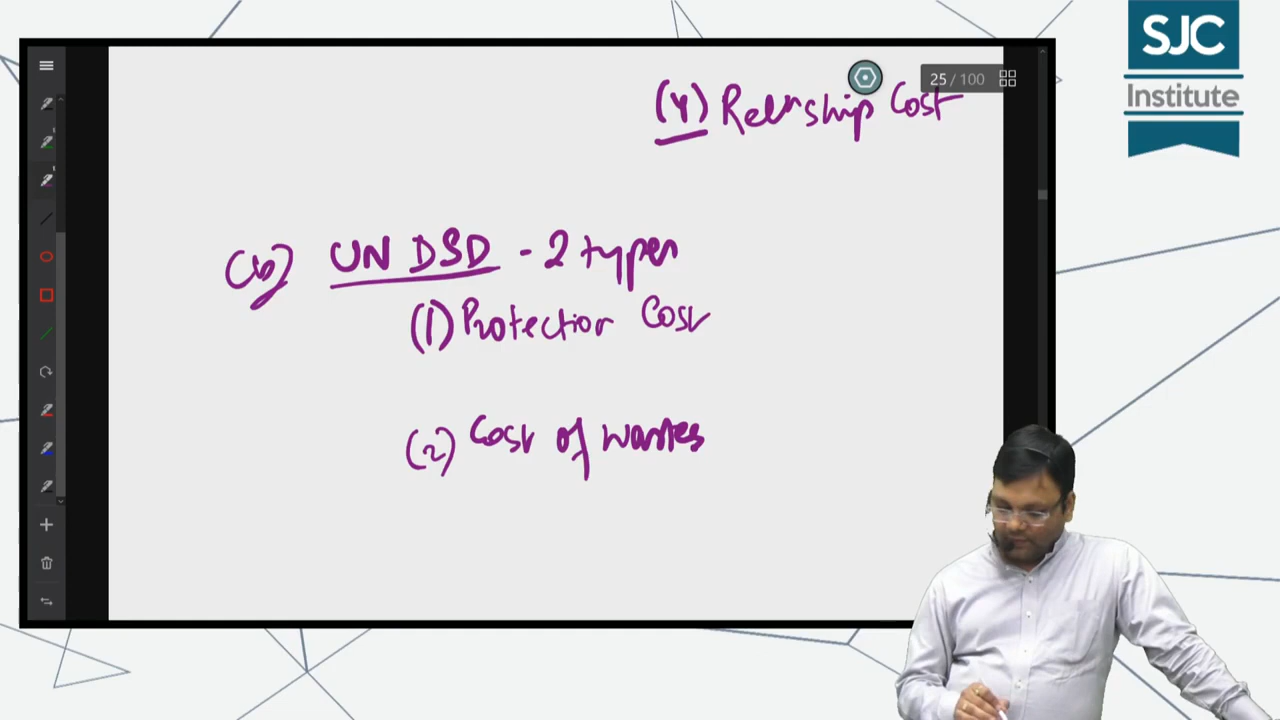 SJC
Institute
25 / 100
(4) Relnship Cost
(b) UN DSD - 2 types
(1) Protection Cost
(2) Cost of wastes